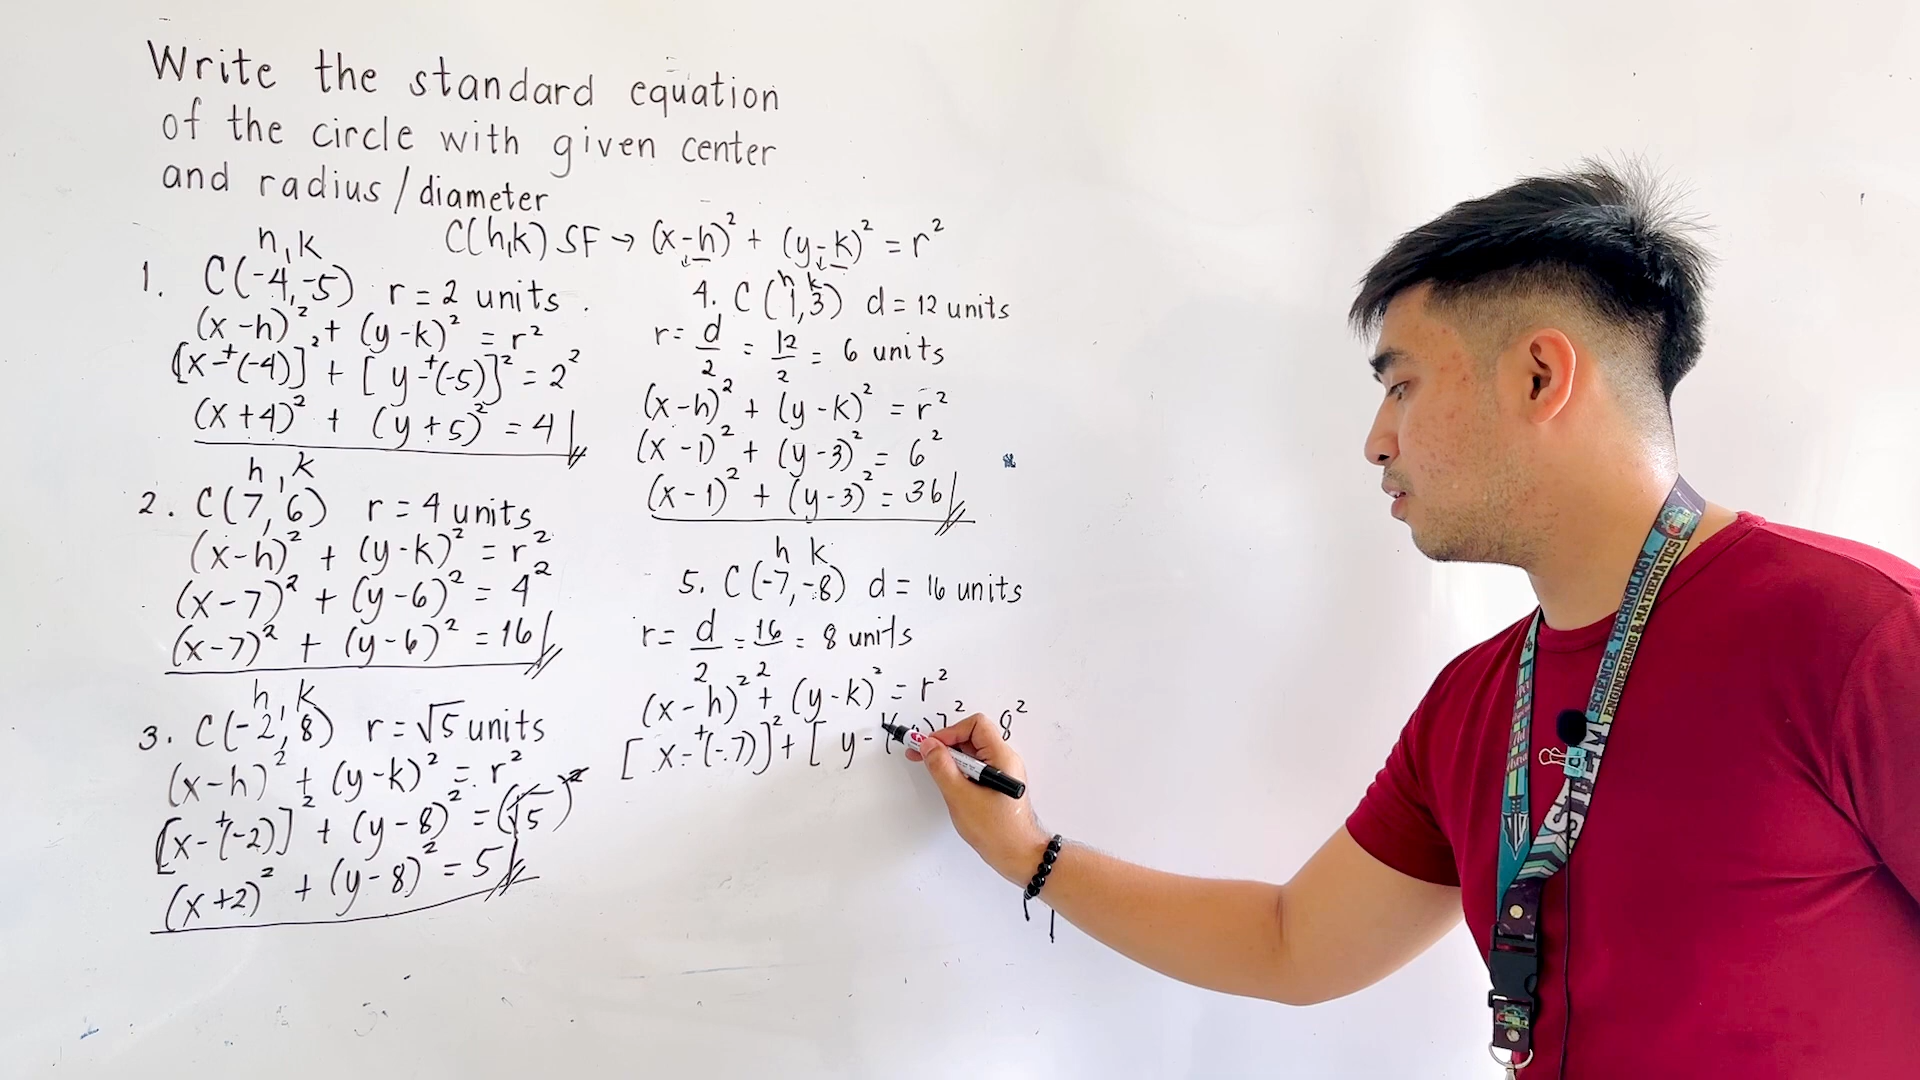 Write the standard equation
of the circle with given center
and radius/diameter
C(h,k) SF → (x-h)² + (y-k)² = r²
h, k
1. C(-4,-5) r = 2 units.
(x-h)² + (y-k)² = r²
[x-⁺(-4)]² + [y-⁺(-5)]² = 2²
(x+4)² + (y+5)² = 4
h, k
2. C(7,6) r = 4 units
(x-h)² + (y-k)² = r²
(x-7)² + (y-6)² = 4²
(x-7)² + (y-6)² = 16
h, k
3. C(-2,8) r = √5 units
(x-h)² + (y-k)² = r²
[x-⁺(-2)]² + (y-8)² = (√5)²
(x+2)² + (y-8)² = 5
h k
4. C(1,3) d = 12 units
r = d/2 = 12/2 = 6 units
(x-h)² + (y-k)² = r²
(x-1)² + (y-3)² = 6²
(x-1)² + (y-3)² = 36
h k
5. C(-7,-8) d = 16 units
r = d/2 = 16/2 = 8 units
(x-h)² + (y-k)² = r²
[x-⁺(-7)]² + [y- ]² 8²
SCIENCE, TECHNOLOGY,
ENGINEERING & MATHEMATICS
STEM